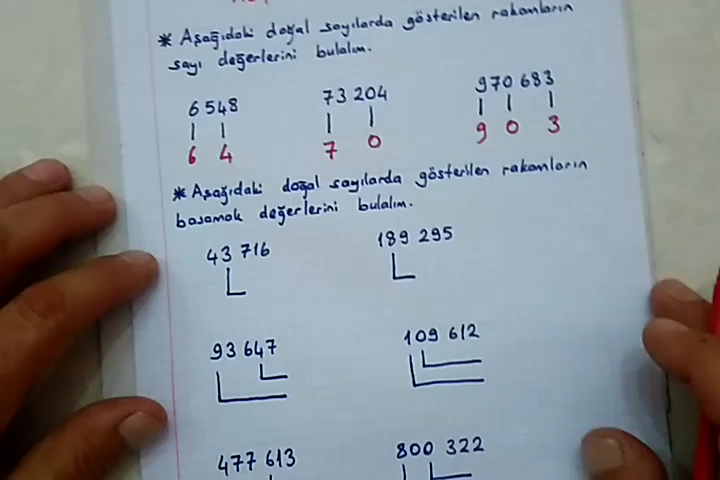 * Aşağıdaki doğal sayılarda gösterilen rakamların
sayı değerlerini bulalım.
6 548 73 204 970 683
6 4 7 0 9 0 3
* Aşağıdaki doğal sayılarda gösterilen rakamların
basamak değerlerini bulalım.
43 716 189 295
93 647 109 612
477 613 800 322